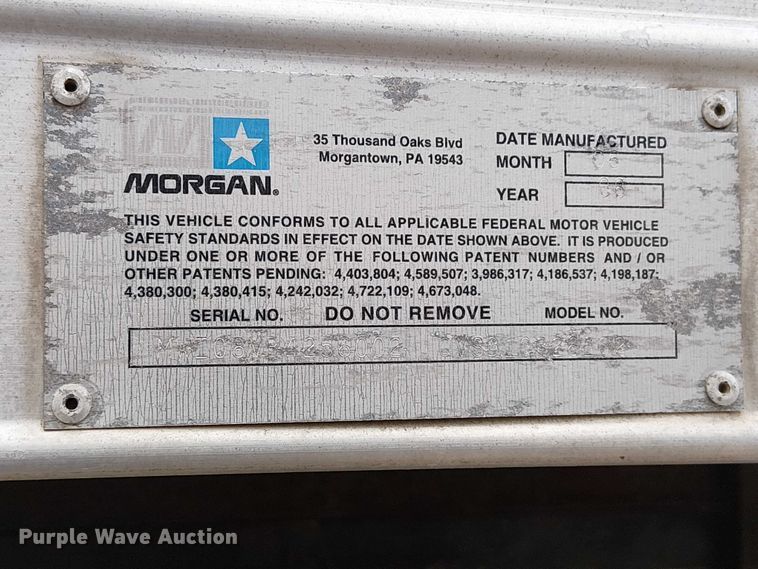 35 Thousand Oaks Blvd
Morgantown, PA 19543
DATE MANUFACTURED
MONTH
YEAR
MORGAN®
THIS VEHICLE CONFORMS TO ALL APPLICABLE FEDERAL MOTOR VEHICLE
SAFETY STANDARDS IN EFFECT ON THE DATE SHOWN ABOVE. IT IS PRODUCED
UNDER ONE OR MORE OF THE FOLLOWING PATENT NUMBERS AND / OR
OTHER PATENTS PENDING: 4,403,804; 4,589,507; 3,986,317; 4,186,537; 4,198,187;
4,380,300; 4,380,415; 4,242,032; 4,722,109; 4,673,048.
SERIAL NO. DO NOT REMOVE MODEL NO.
Purple Wave Auction